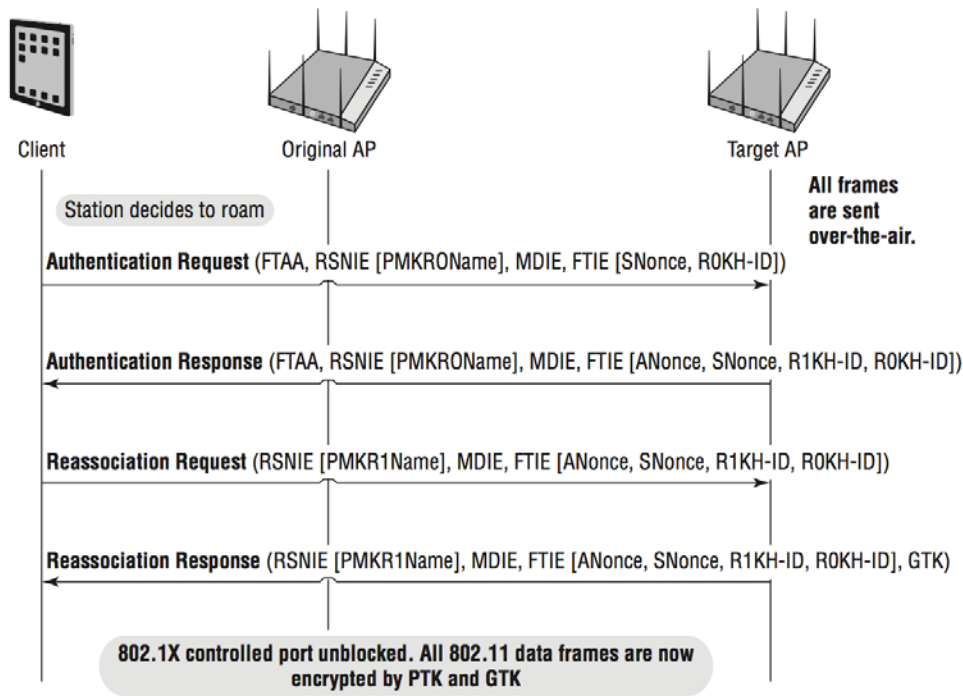 Client
Original AP
Target AP
All frames
are sent
over-the-air.
Station decides to roam
Authentication Request (FTAA, RSNIE [PMKR0Name], MDIE, FTIE [SNonce, R0KH-ID])
Authentication Response (FTAA, RSNIE [PMKR0Name], MDIE, FTIE [ANonce, SNonce, R1KH-ID, R0KH-ID])
Reassociation Request (RSNIE [PMKR1Name], MDIE, FTIE [ANonce, SNonce, R1KH-ID, R0KH-ID])
Reassociation Response (RSNIE [PMKR1Name], MDIE, FTIE [ANonce, SNonce, R1KH-ID, R0KH-ID], GTK)
802.1X controlled port unblocked. All 802.11 data frames are now
encrypted by PTK and GTK